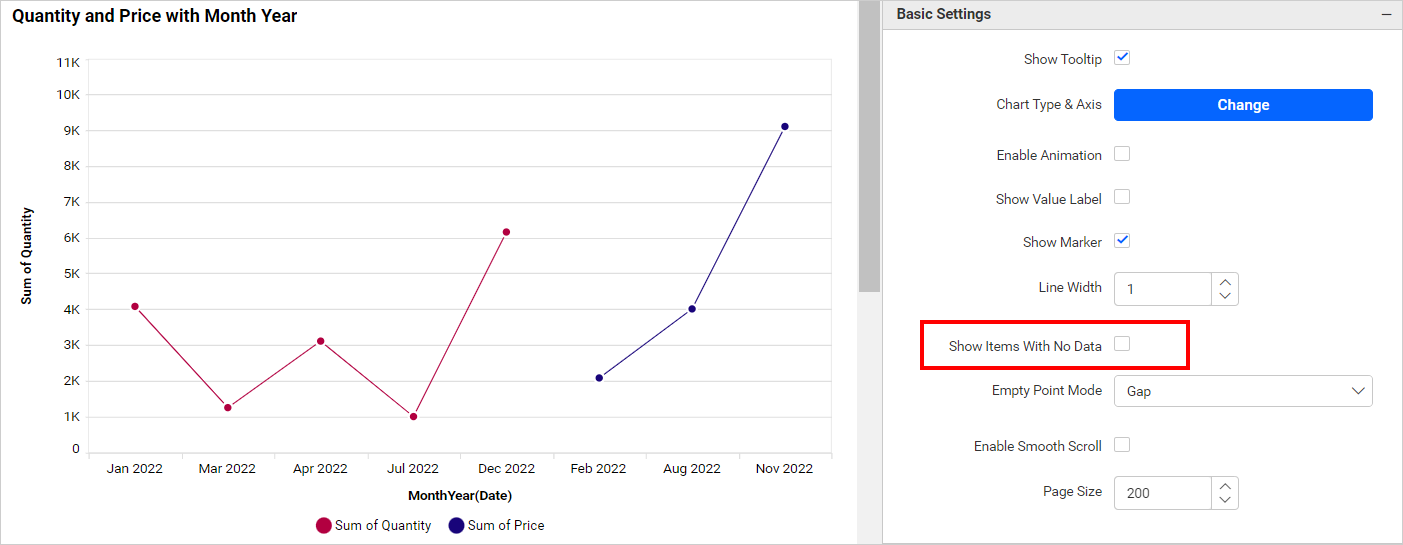 Quantity and Price with Month Year
11K
10K
9K
8K
7K
6K
5K
4K
3K
2K
1K
0
Sum of Quantity
Jan 2022 Mar 2022 Apr 2022 Jul 2022 Dec 2022 Feb 2022 Aug 2022 Nov 2022
MonthYear(Date)
Sum of Quantity Sum of Price
Basic Settings
Show Tooltip
Chart Type & Axis Change
Enable Animation
Show Value Label
Show Marker
Line Width 1
Show Items With No Data
Empty Point Mode Gap
Enable Smooth Scroll
Page Size 200